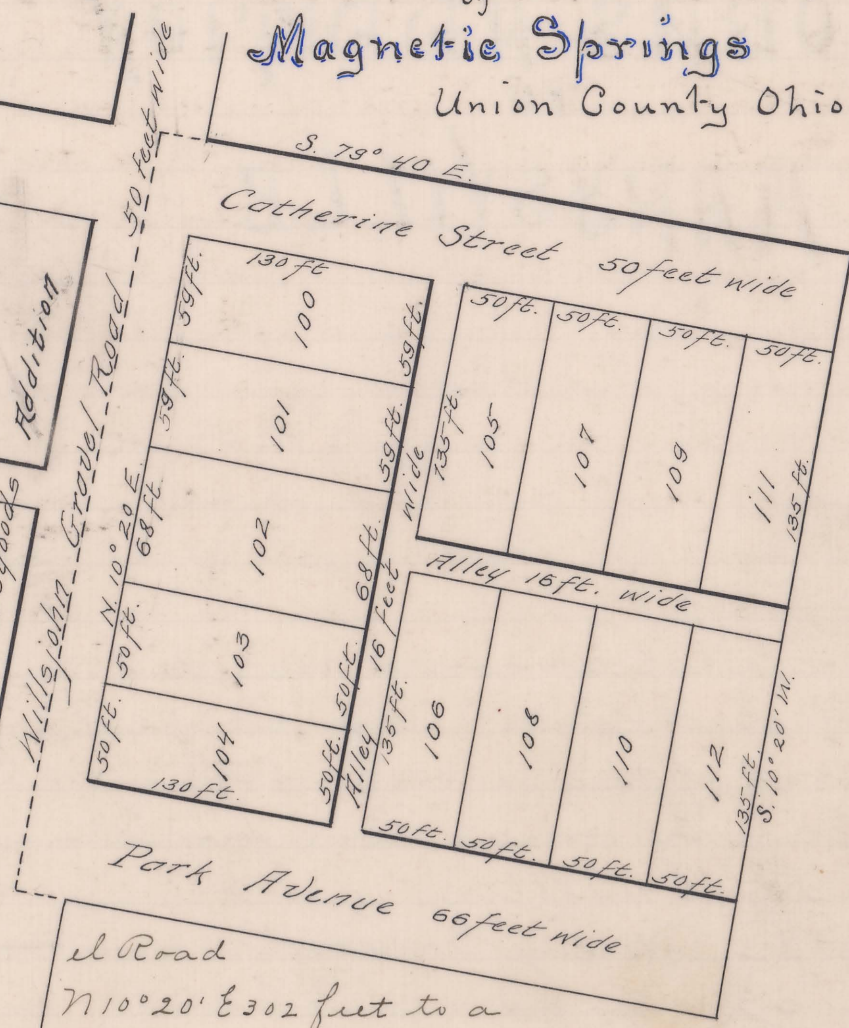 Magnetic Springs
Union County Ohio
50 feet wide
S. 79° 40 E.
Catherine Street 50 feet wide
Addition
Willsjohn Gravel Road
N. 10° 20 E.
130 ft
59 ft.
100
59 ft.
59 ft.
101
59 ft.
68 ft.
102
68 ft.
50 ft.
103
50 ft.
50 ft.
104
50 ft.
130 ft.
Alley 16 feet wide
50 ft.
50 ft.
50 ft.
50 ft.
135 ft.
105
107
109
111
135 ft.
Alley 16 ft. wide
135 ft.
106
108
110
112
135 ft.
S. 10° 20' W.
50 ft.
50 ft.
50 ft.
50 ft.
Park Avenue 66 feet wide
el Road
N 10° 20' E 302 feet to a